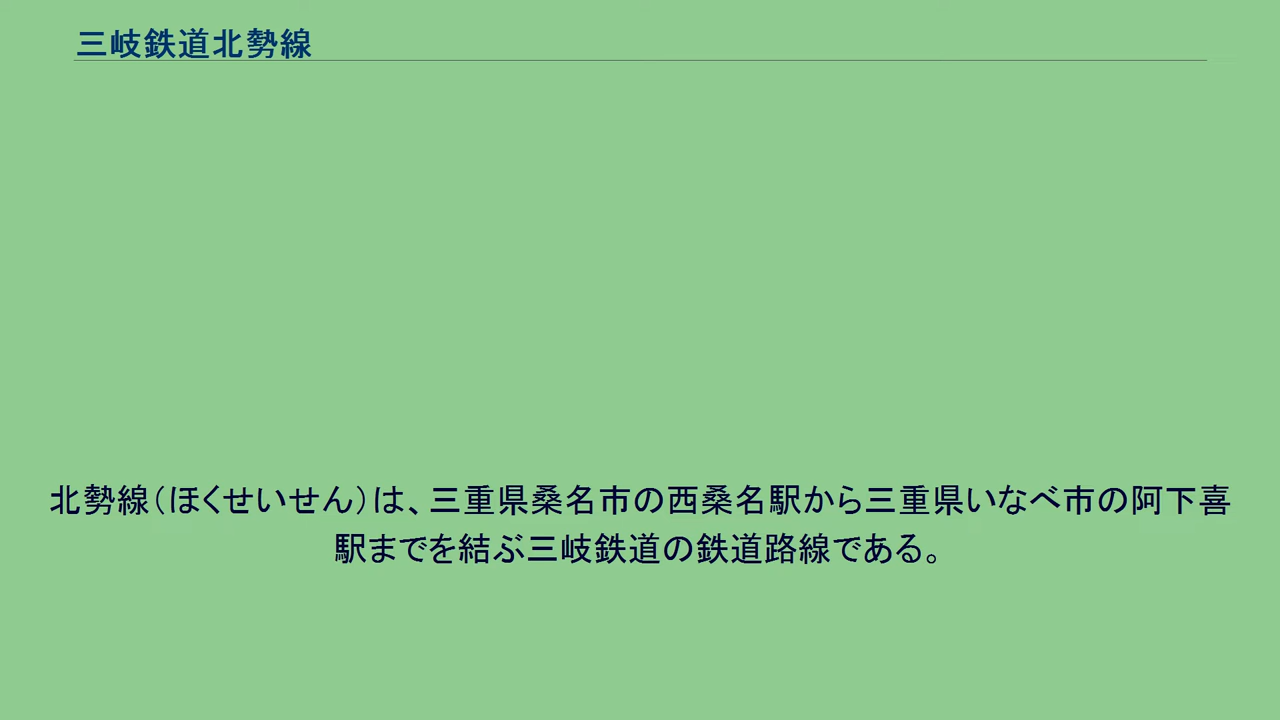 三岐鉄道北勢線
北勢線（ほくせいせん）は、三重県桑名市の西桑名駅から三重県いなべ市の阿下喜
駅までを結ぶ三岐鉄道の鉄道路線である。